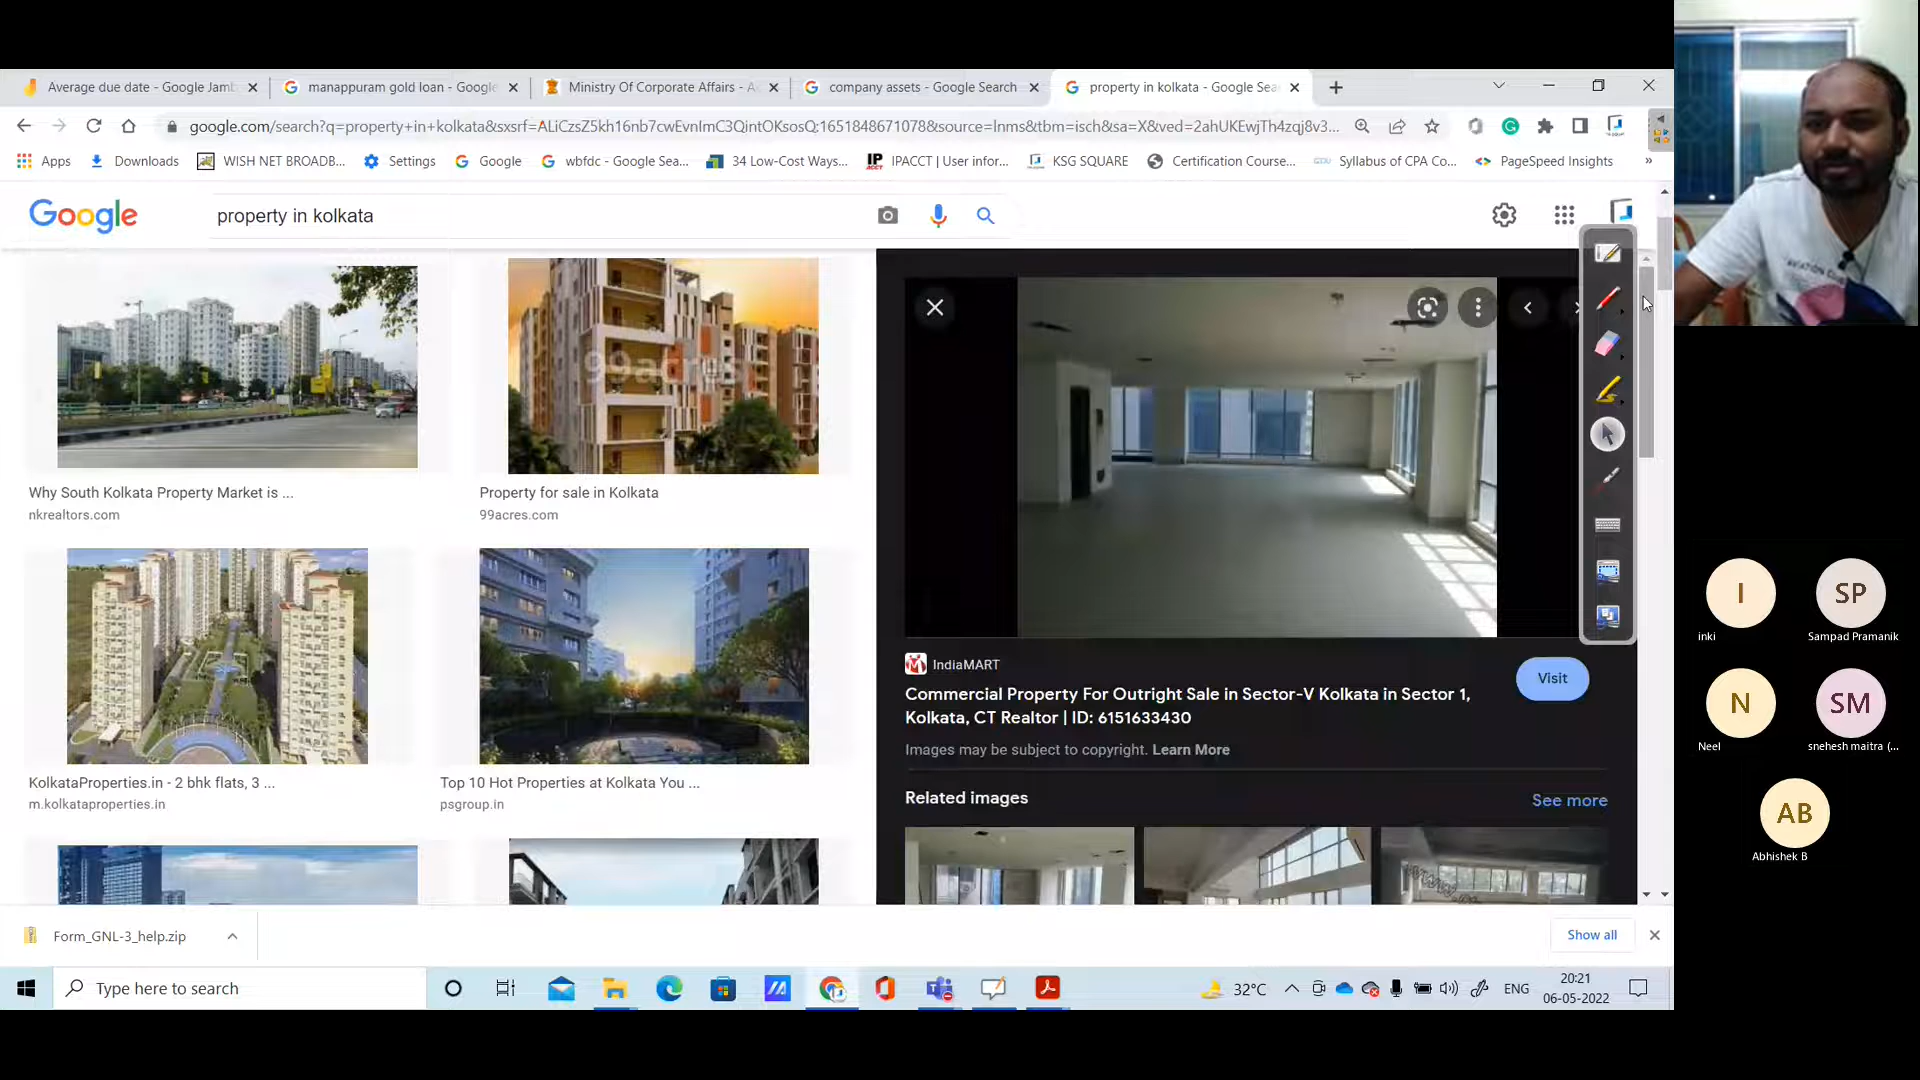 Average due date - Google Jamb
manappuram gold loan - Google
Ministry Of Corporate Affairs - A
company assets - Google Search
property in kolkata - Google Sea
google.com/search?q=property+in+kolkata&sxsrf=ALiCzsZ5kh16nb7cwEvnImC3QintOKsosQ:1651848671078&source=lnms&tbm=isch&sa=X&ved=2ahUKEwjTh4zqj8v3...
Apps
Downloads
WISH NET BROADB...
Settings
Google
wbfdc - Google Sea...
34 Low-Cost Ways...
IP
PACCT
IPACCT | User infor...
KSG SQUARE
Certification Course...
Syllabus of CPA Co...
PageSpeed Insights
»
Google
property in kolkata
99acres
Why South Kolkata Property Market is ...
nkrealtors.com
Property for sale in Kolkata
99acres.com
KolkataProperties.in - 2 bhk flats, 3 ...
m.kolkataproperties.in
Top 10 Hot Properties at Kolkata You ...
psgroup.in
IndiaMART
Visit
Commercial Property For Outright Sale in Sector-V Kolkata in Sector 1,
Kolkata, CT Realtor | ID: 6151633430
Images may be subject to copyright. Learn More
Related images
See more
I
inki
SP
Sampad Pramanik
N
Neel
SM
snehesh maitra (...
AB
Abhishek B
Form_GNL-3_help.zip
Show all
Type here to search
32°C
ENG
20:21
06-05-2022